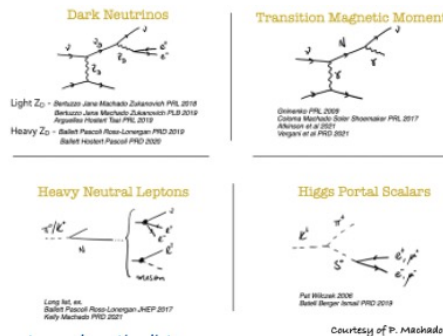 Dark Neutrinos
Light Z_D - Bertuzzo Jana Machado Zukanovich PRL 2018
Bertuzzo Jana Machado Zukanovich PLB 2019
Arguelles Hostert Tsai PRL 2019
Heavy Z_D - Ballett Pascoli Ross-Lonergan PRD 2019
Ballett Hostert Pascoli PRD 2020
Transition Magnetic Moment
Gninenko PRL 2009
Coloma Machado Soler Shoemaker PRL 2017
Atkinson et al 2021
Vergani et al PRD 2021
Heavy Neutral Leptons
Long list, ex.
Ballett Pascoli Ross-Lonergan JHEP 2017
Kelly Machado PRD 2021
Higgs Portal Scalars
Pat Wilczek 2006
Batell Berger Ismail PRD 2019
Courtesy of P. Machado